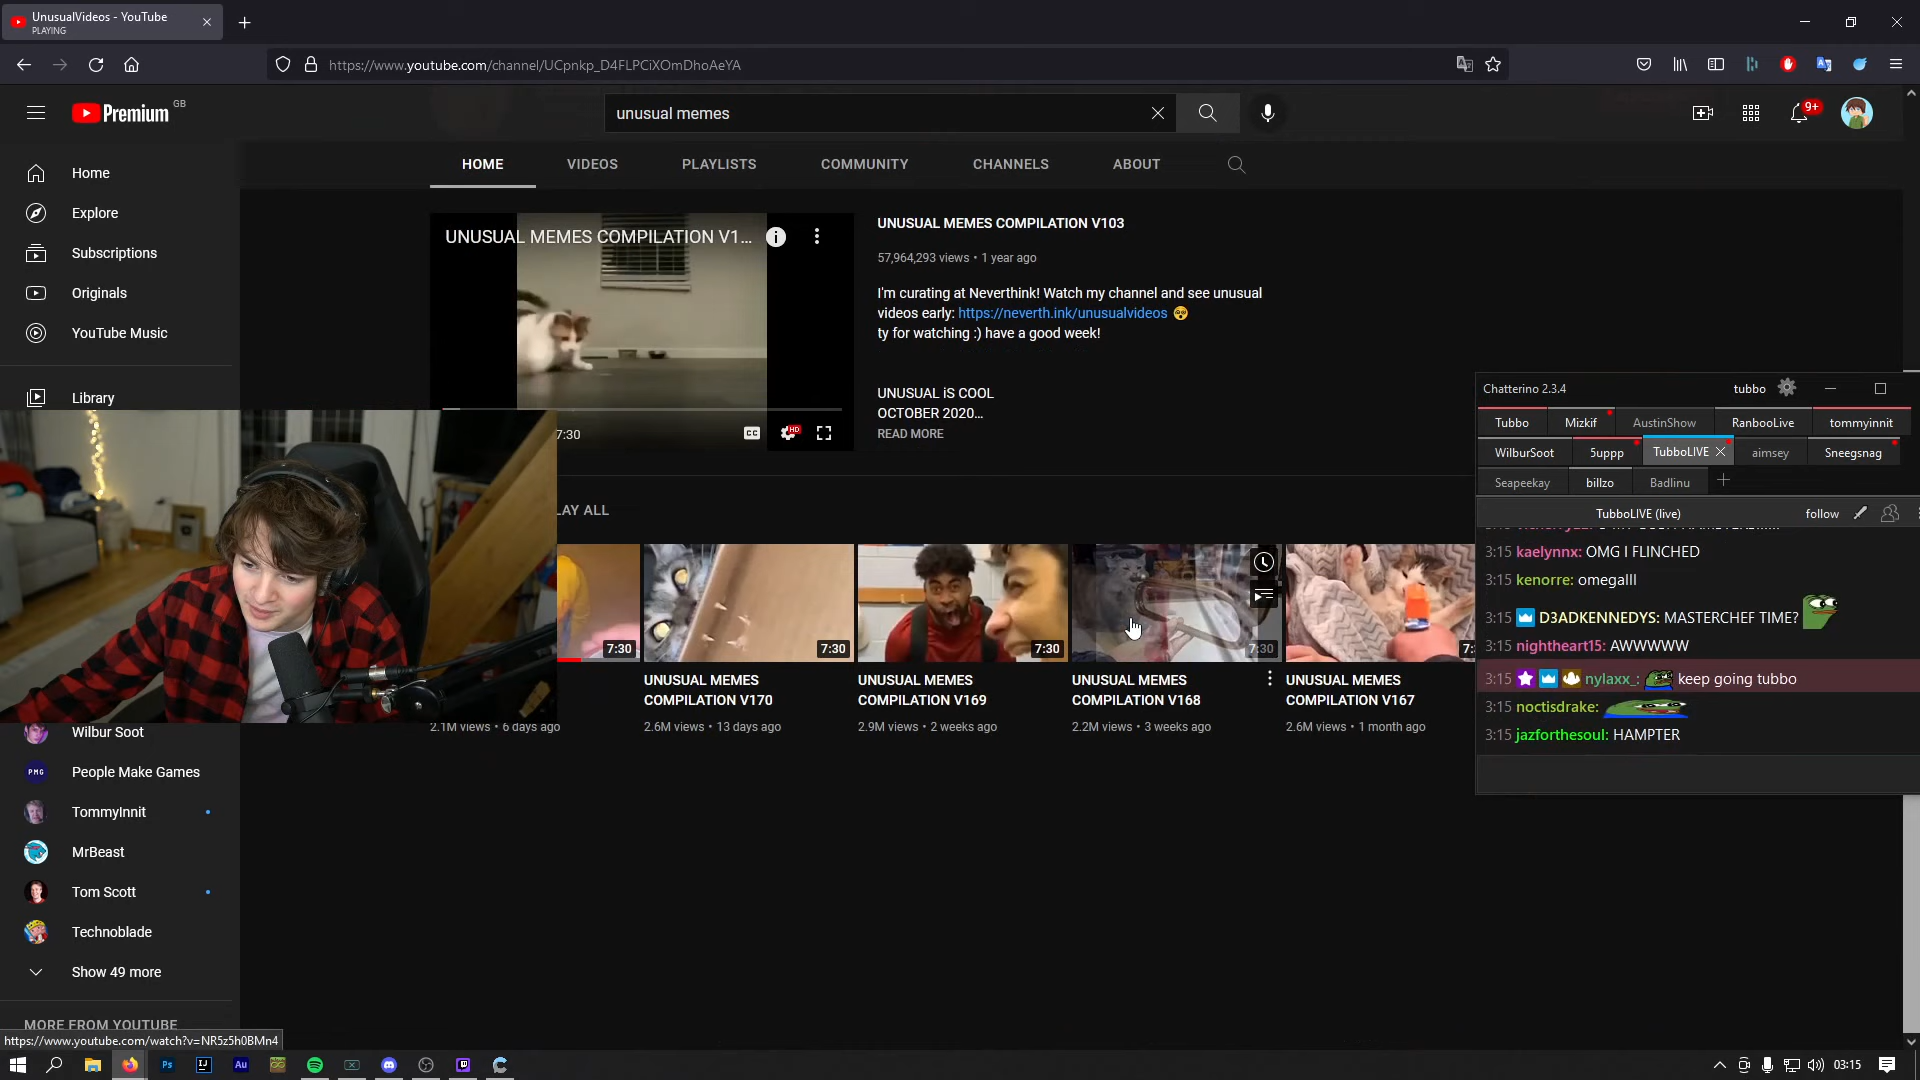 UnusualVideos - YouTube
PLAYING
https://www.youtube.com/channel/UCpnkp_D4FLPCiXOmDhoAeYA
Premium GB
unusual memes
9+
HOME VIDEOS PLAYLISTS COMMUNITY CHANNELS ABOUT
Home
Explore
Subscriptions
Originals
YouTube Music
Library
UNUSUAL MEMES COMPILATION V1...
7:30
CC
HD
UNUSUAL MEMES COMPILATION V103
57,964,293 views • 1 year ago
I'm curating at Neverthink! Watch my channel and see unusual
videos early: https://neverth.ink/unusualvideos
ty for watching :) have a good week!
UNUSUAL iS COOL
OCTOBER 2020...
READ MORE
LAY ALL
7:30
7:30
7:30
7:30
7:
UNUSUAL MEMES
COMPILATION V170
2.6M views • 13 days ago
UNUSUAL MEMES
COMPILATION V169
2.9M views • 2 weeks ago
UNUSUAL MEMES
COMPILATION V168
2.2M views • 3 weeks ago
UNUSUAL MEMES
COMPILATION V167
2.6M views • 1 month ago
2.1M views • 6 days ago
Chatterino 2.3.4 tubbo
Tubbo Mizkif AustinShow RanbooLive tommyinnit
WilburSoot 5uppp TubboLIVE aimsey Sneegsnag
Seapeekay billzo Badlinu
TubboLIVE (live) follow
3:15 kaelynnx: OMG I FLINCHED
3:15 kenorre: omegalll
3:15 D3ADKENNEDYS: MASTERCHEF TIME?
3:15 nightheart15: AWWWWW
3:15 nylaxx_: keep going tubbo
3:15 noctisdrake:
3:15 jazforthesoul: HAMPTER
Wilbur Soot
PMG People Make Games
TommyInnit
MrBeast
Tom Scott
Technoblade
Show 49 more
MORE FROM YOUTUBE
https://www.youtube.com/watch?v=NR5z5h0BMn4
Ps
IJ
Au
03:15